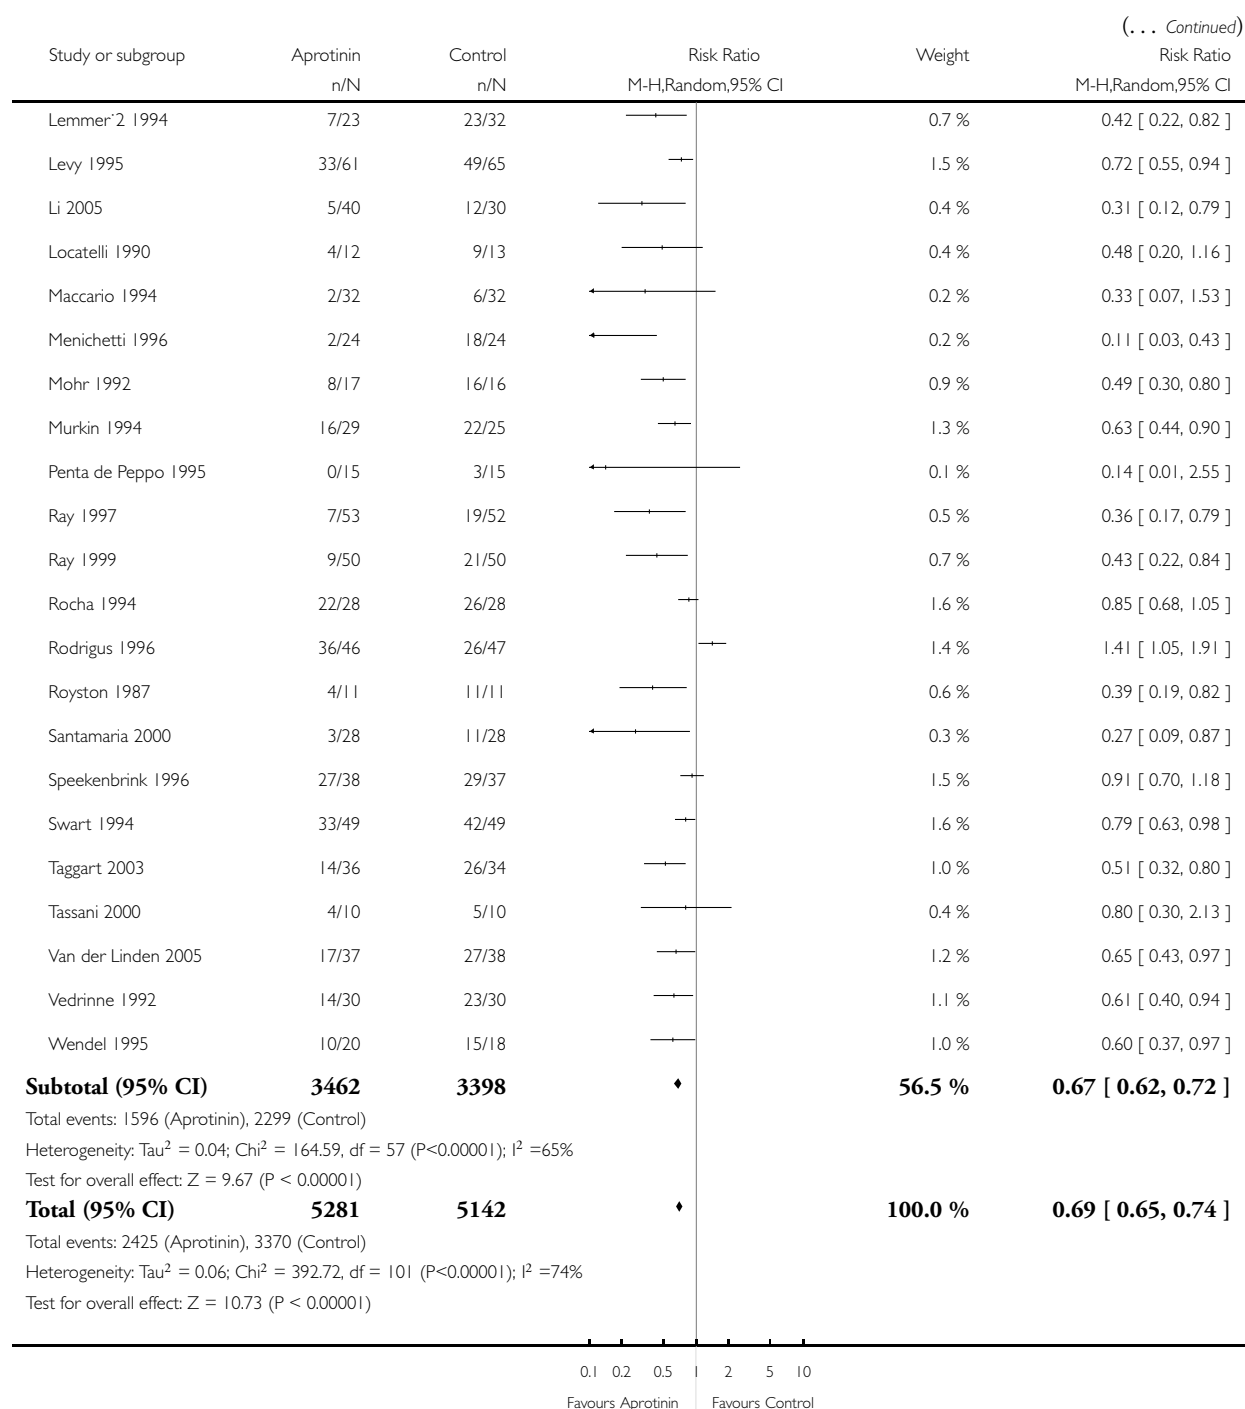 (. . . Continued)
Study or subgroup Aprotinin Control Risk Ratio Weight Risk Ratio
n/N n/N M-H,Random,95% CI M-H,Random,95% CI
Lemmer˙2 1994 7/23 23/32 0.7 % 0.42 [ 0.22, 0.82 ]
Levy 1995 33/61 49/65 1.5 % 0.72 [ 0.55, 0.94 ]
Li 2005 5/40 12/30 0.4 % 0.31 [ 0.12, 0.79 ]
Locatelli 1990 4/12 9/13 0.4 % 0.48 [ 0.20, 1.16 ]
Maccario 1994 2/32 6/32 0.2 % 0.33 [ 0.07, 1.53 ]
Menichetti 1996 2/24 18/24 0.2 % 0.11 [ 0.03, 0.43 ]
Mohr 1992 8/17 16/16 0.9 % 0.49 [ 0.30, 0.80 ]
Murkin 1994 16/29 22/25 1.3 % 0.63 [ 0.44, 0.90 ]
Penta de Peppo 1995 0/15 3/15 0.1 % 0.14 [ 0.01, 2.55 ]
Ray 1997 7/53 19/52 0.5 % 0.36 [ 0.17, 0.79 ]
Ray 1999 9/50 21/50 0.7 % 0.43 [ 0.22, 0.84 ]
Rocha 1994 22/28 26/28 1.6 % 0.85 [ 0.68, 1.05 ]
Rodrigus 1996 36/46 26/47 1.4 % 1.41 [ 1.05, 1.91 ]
Royston 1987 4/11 11/11 0.6 % 0.39 [ 0.19, 0.82 ]
Santamaria 2000 3/28 11/28 0.3 % 0.27 [ 0.09, 0.87 ]
Speekenbrink 1996 27/38 29/37 1.5 % 0.91 [ 0.70, 1.18 ]
Swart 1994 33/49 42/49 1.6 % 0.79 [ 0.63, 0.98 ]
Taggart 2003 14/36 26/34 1.0 % 0.51 [ 0.32, 0.80 ]
Tassani 2000 4/10 5/10 0.4 % 0.80 [ 0.30, 2.13 ]
Van der Linden 2005 17/37 27/38 1.2 % 0.65 [ 0.43, 0.97 ]
Vedrinne 1992 14/30 23/30 1.1 % 0.61 [ 0.40, 0.94 ]
Wendel 1995 10/20 15/18 1.0 % 0.60 [ 0.37, 0.97 ]
Subtotal (95% CI) 3462 3398 56.5 % 0.67 [ 0.62, 0.72 ]
Total events: 1596 (Aprotinin), 2299 (Control)
Heterogeneity: Tau² = 0.04; Chi² = 164.59, df = 57 (P<0.00001); I² =65%
Test for overall effect: Z = 9.67 (P < 0.00001)
Total (95% CI) 5281 5142 100.0 % 0.69 [ 0.65, 0.74 ]
Total events: 2425 (Aprotinin), 3370 (Control)
Heterogeneity: Tau² = 0.06; Chi² = 392.72, df = 101 (P<0.00001); I² =74%
Test for overall effect: Z = 10.73 (P < 0.00001)
0.1 0.2 0.5 1 2 5 10
Favours Aprotinin Favours Control